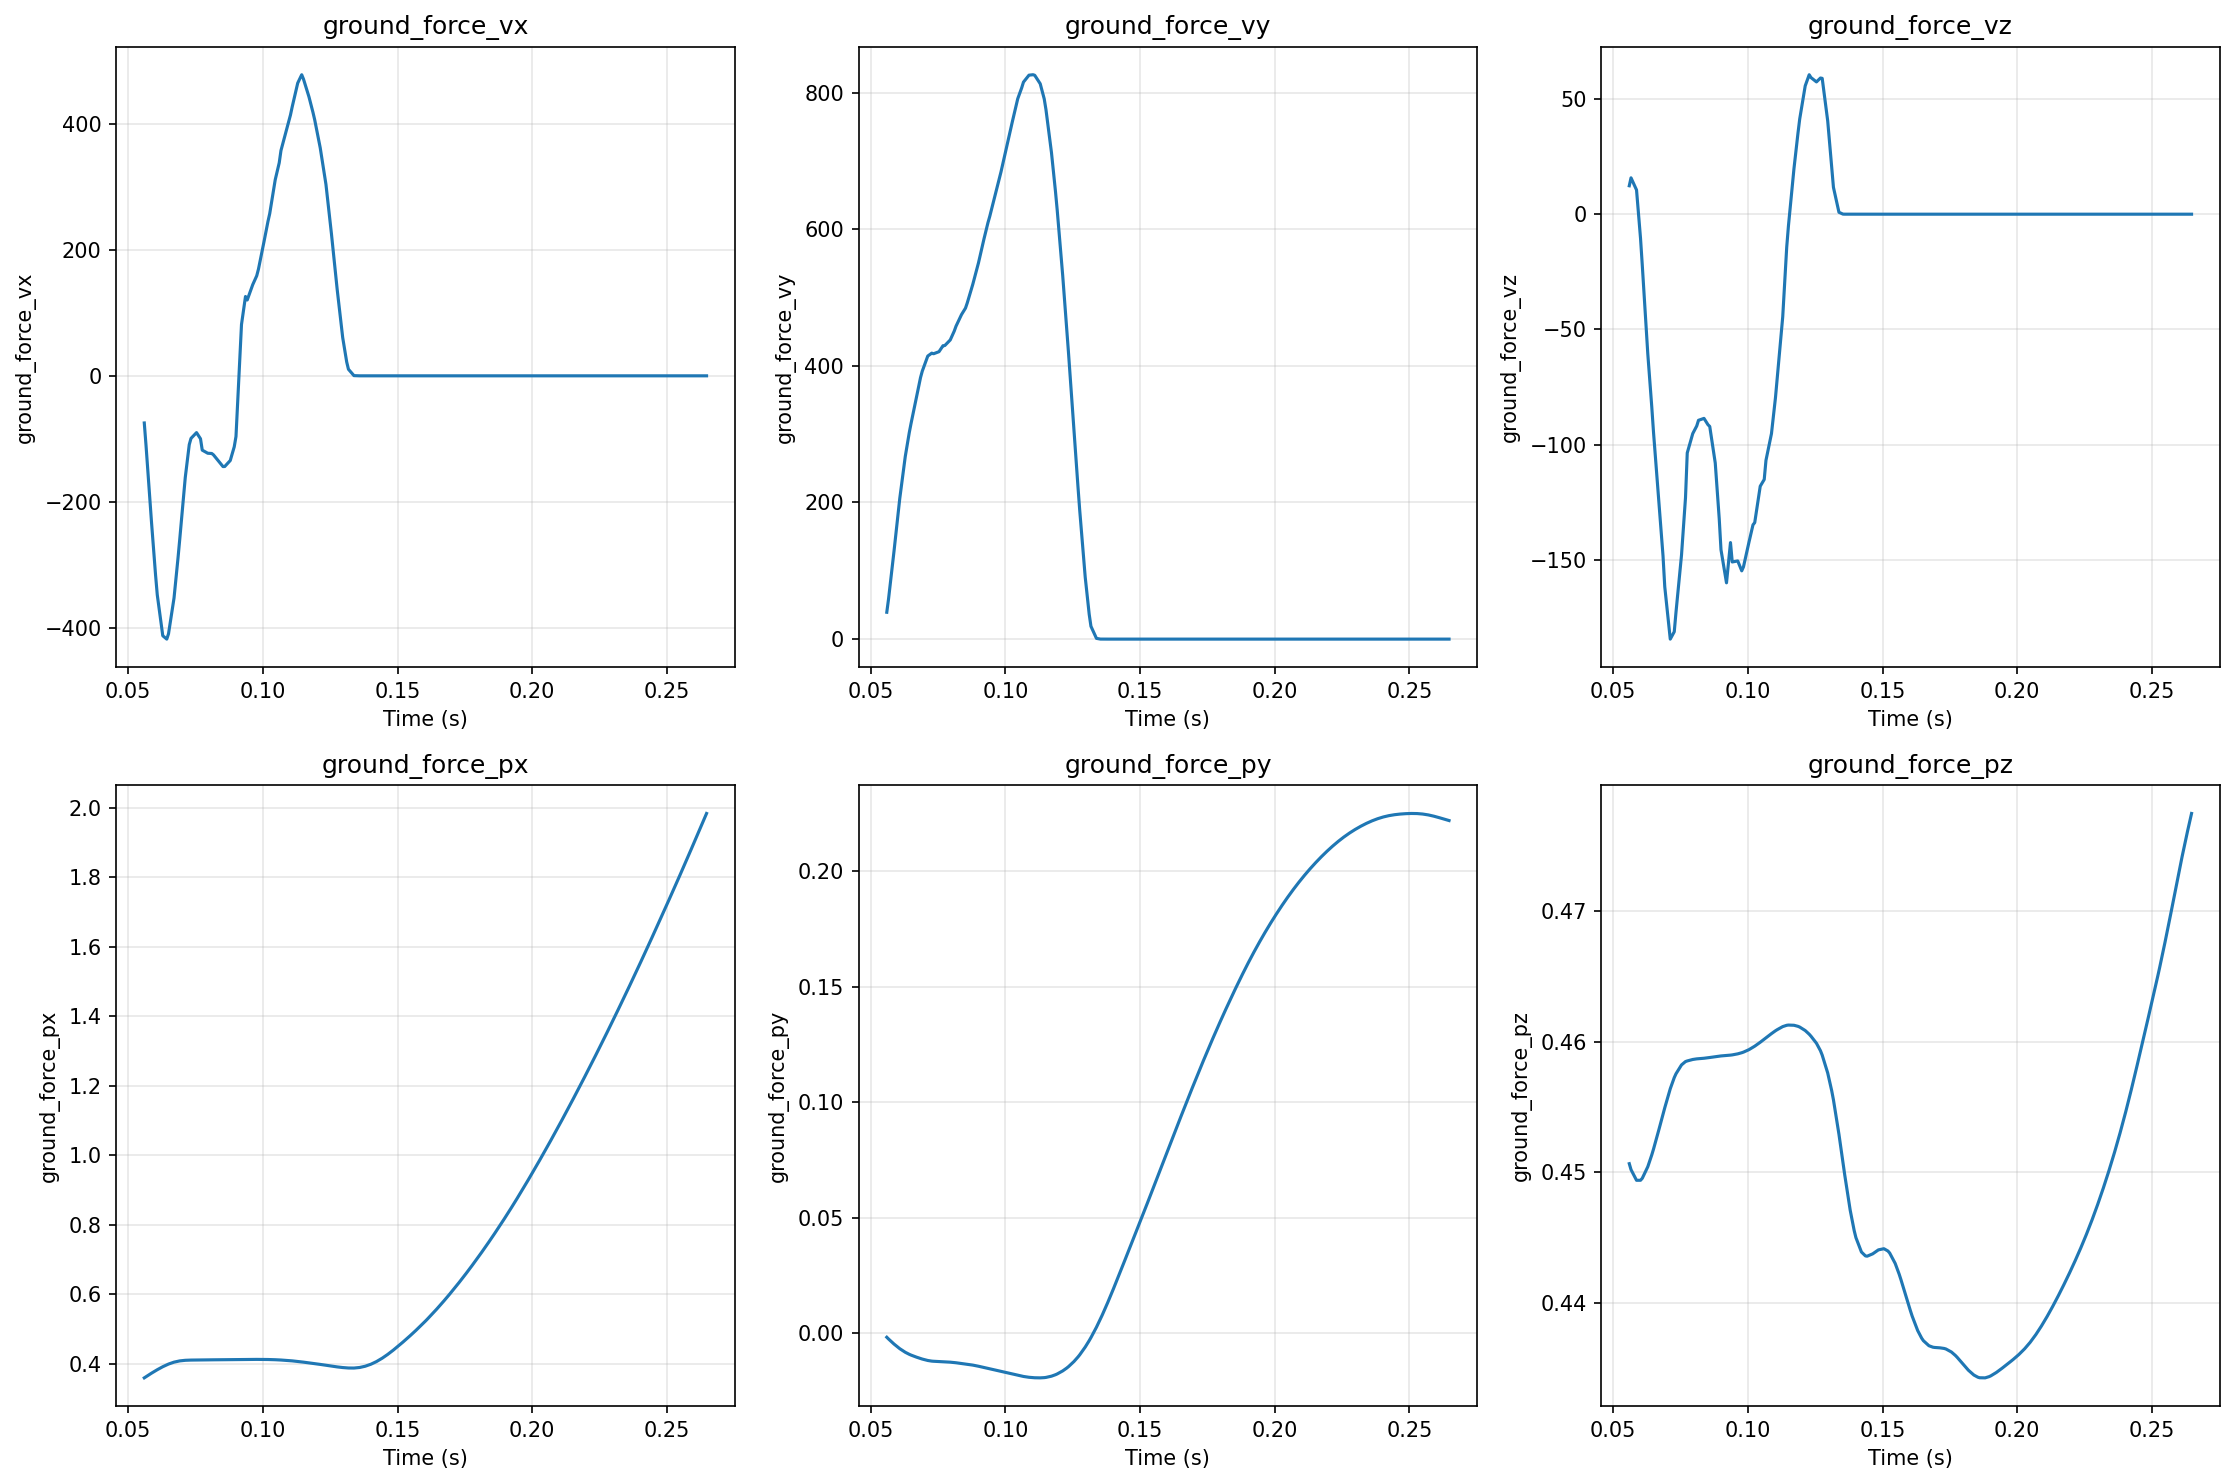 ground_force_vx
ground_force_vx
400
200
0
−200
−400
0.05 0.10 0.15 0.20 0.25
Time (s)
ground_force_vy
ground_force_vy
800
600
400
200
0
0.05 0.10 0.15 0.20 0.25
Time (s)
ground_force_vz
ground_force_vz
50
0
−50
−100
−150
0.05 0.10 0.15 0.20 0.25
Time (s)
ground_force_px
ground_force_px
2.0
1.8
1.6
1.4
1.2
1.0
0.8
0.6
0.4
0.05 0.10 0.15 0.20 0.25
Time (s)
ground_force_py
ground_force_py
0.20
0.15
0.10
0.05
0.00
0.05 0.10 0.15 0.20 0.25
Time (s)
ground_force_pz
ground_force_pz
0.47
0.46
0.45
0.44
0.05 0.10 0.15 0.20 0.25
Time (s)